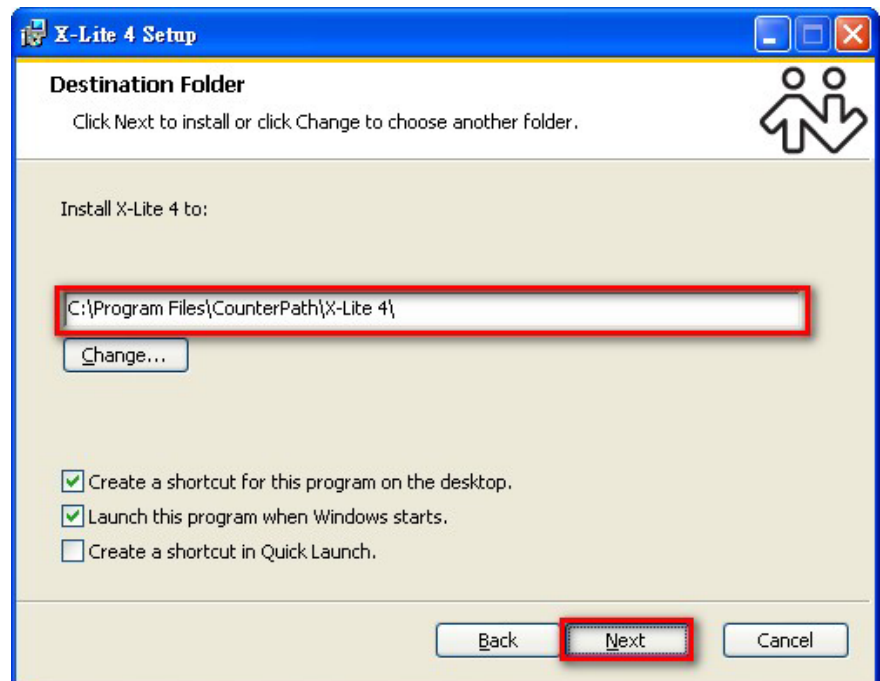 X-Lite 4 Setup
Destination Folder
Click Next to install or click Change to choose another folder.
Install X-Lite 4 to:
C:\Program Files\CounterPath\X-Lite 4\
Change...
Create a shortcut for this program on the desktop.
Launch this program when Windows starts.
Create a shortcut in Quick Launch.
Back Next Cancel